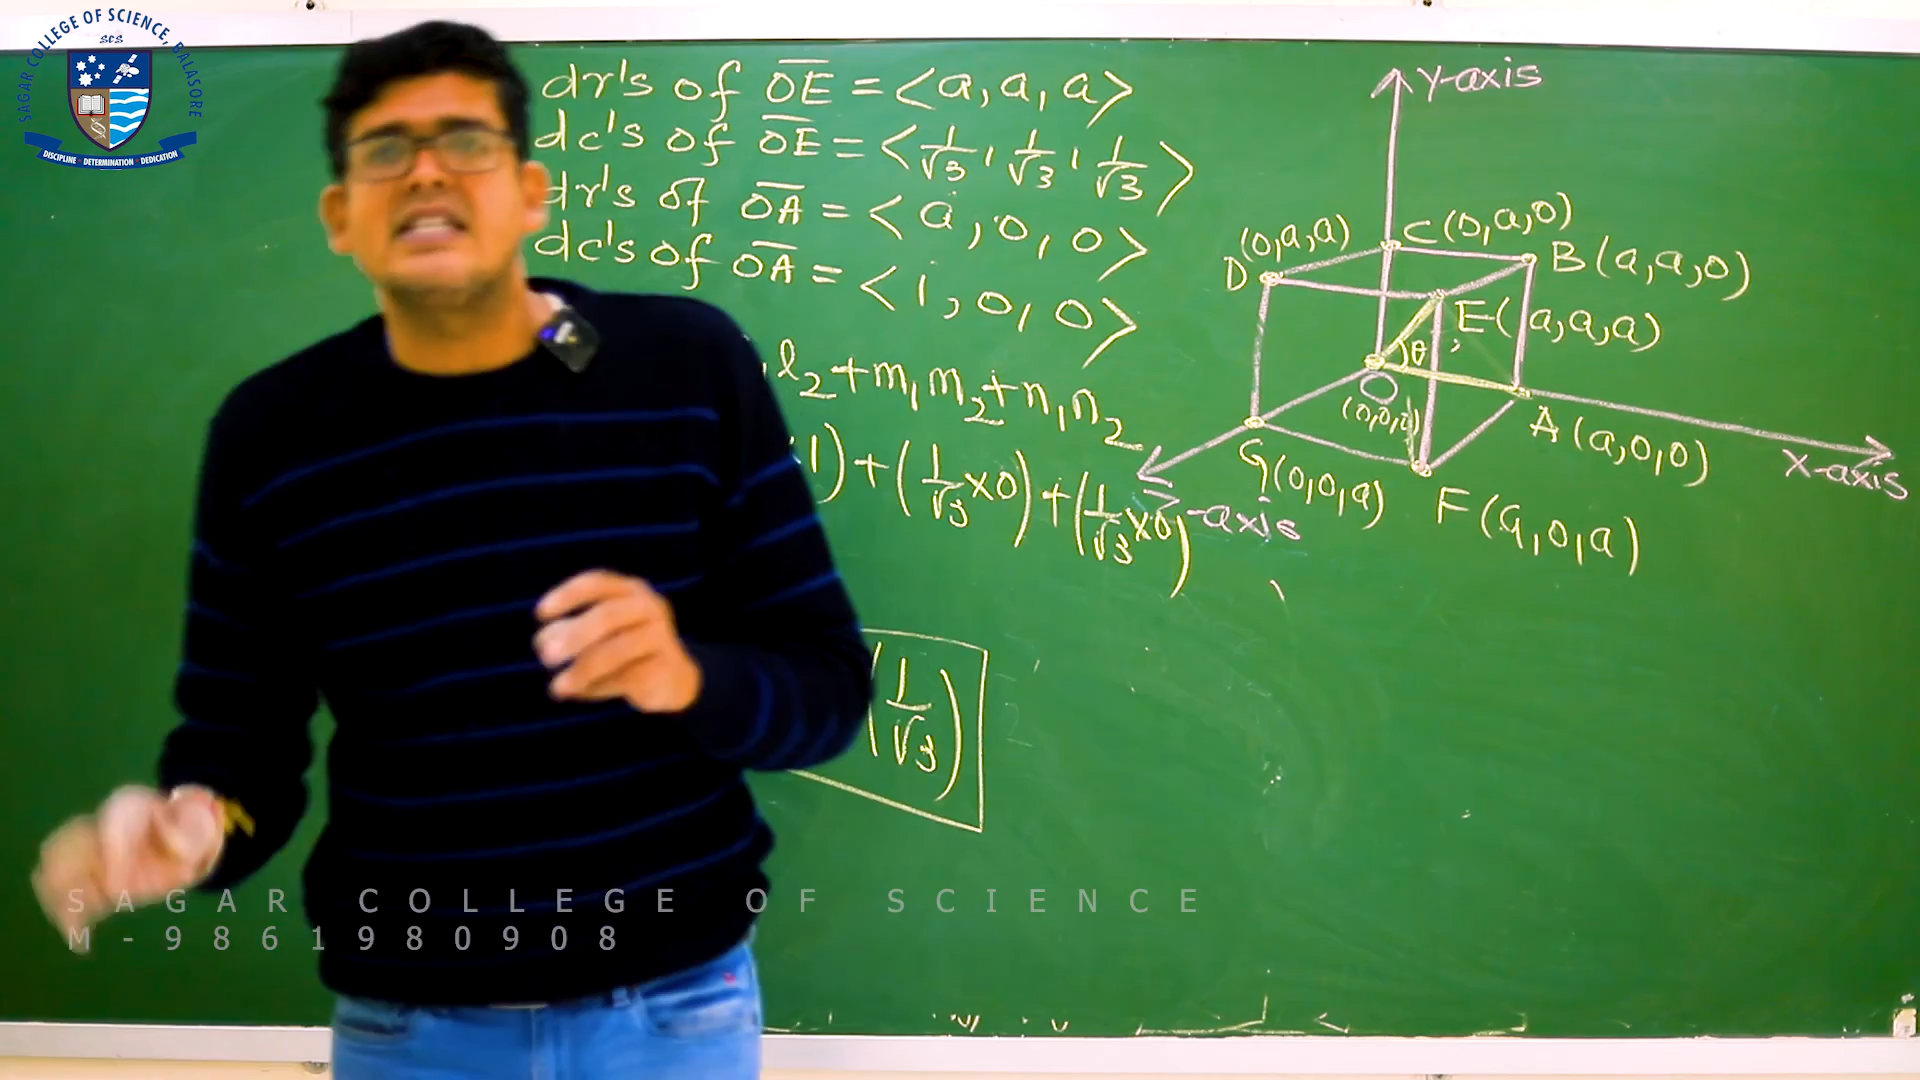 SAGAR COLLEGE OF SCIENCE, BALASORE
SCS
DISCIPLINE DETERMINATION DEDICATION
dr's of OE = <a, a, a>
dc's of OE = <1/√3, 1/√3, 1/√3>
dr's of OA = <a, 0, 0>
dc's of OA = <1, 0, 0>
l₂+m₁m₂+n₁n₂
1)+(1/√3×0)+(1/√3×0)
(1/√3)
Y-axis
(0,a,a)
D
C(0,a,0)
B(a,a,0)
E(a,a,a)
θ
O
(0,0,0)
A(a,0,0)
X-axis
G(0,0,a)
F(a,0,a)
Z-axis
SAGAR COLLEGE OF SCIENCE
M-9861980908